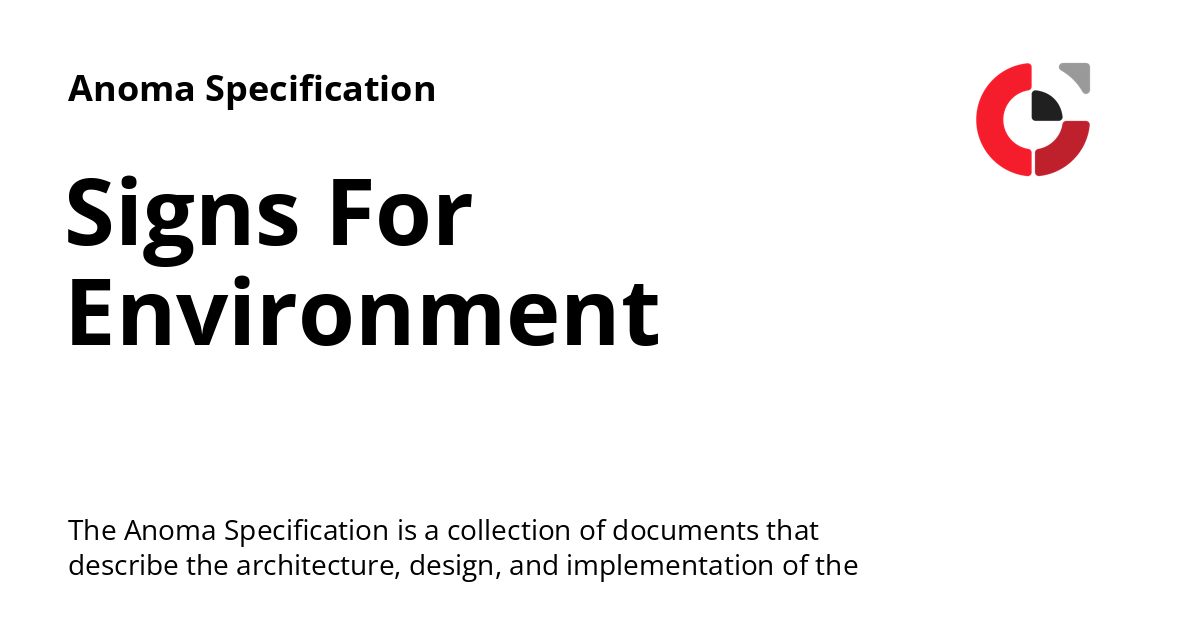 Anoma Specification
Signs For
Environment
The Anoma Specification is a collection of documents that
describe the architecture, design, and implementation of the